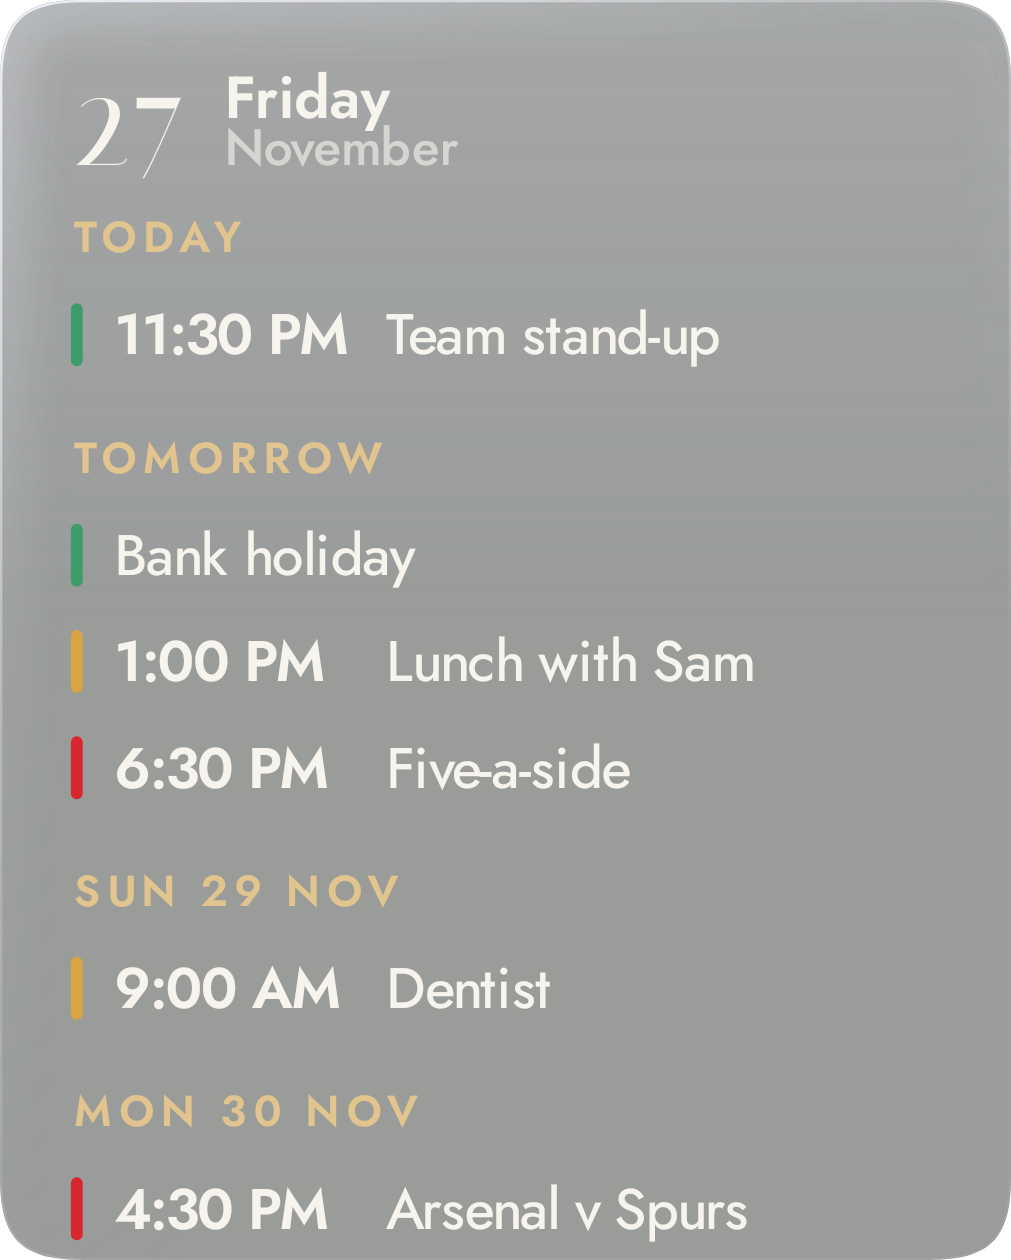 27 Friday
November
TODAY
11:30 PM Team stand-up
TOMORROW
Bank holiday
1:00 PM Lunch with Sam
6:30 PM Five-a-side
SUN 29 NOV
9:00 AM Dentist
MON 30 NOV
4:30 PM Arsenal v Spurs